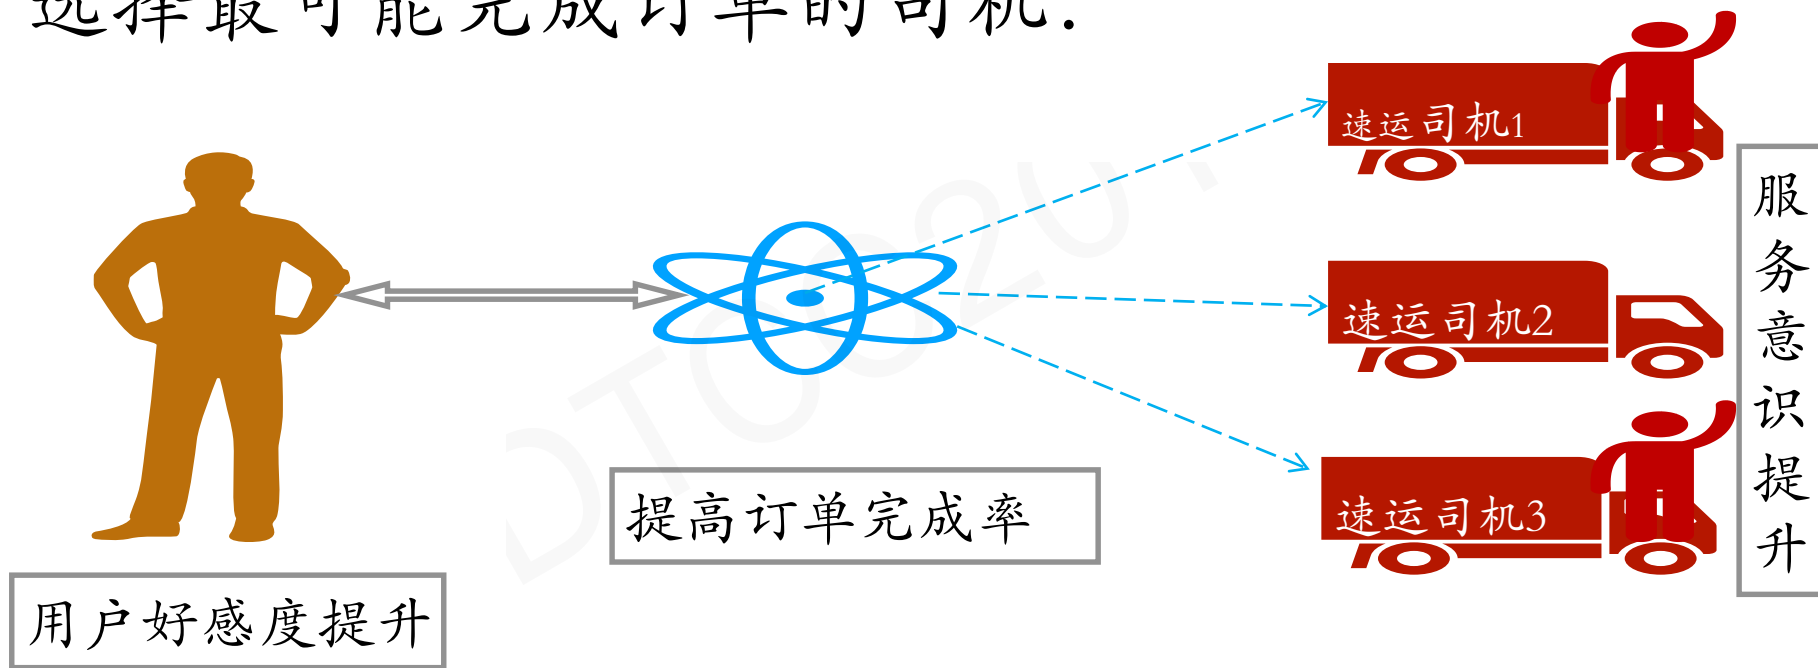 选择最可能完成订单的司机.
速运司机1
速运司机2
速运司机3
服务意识提升
提高订单完成率
用户好感度提升